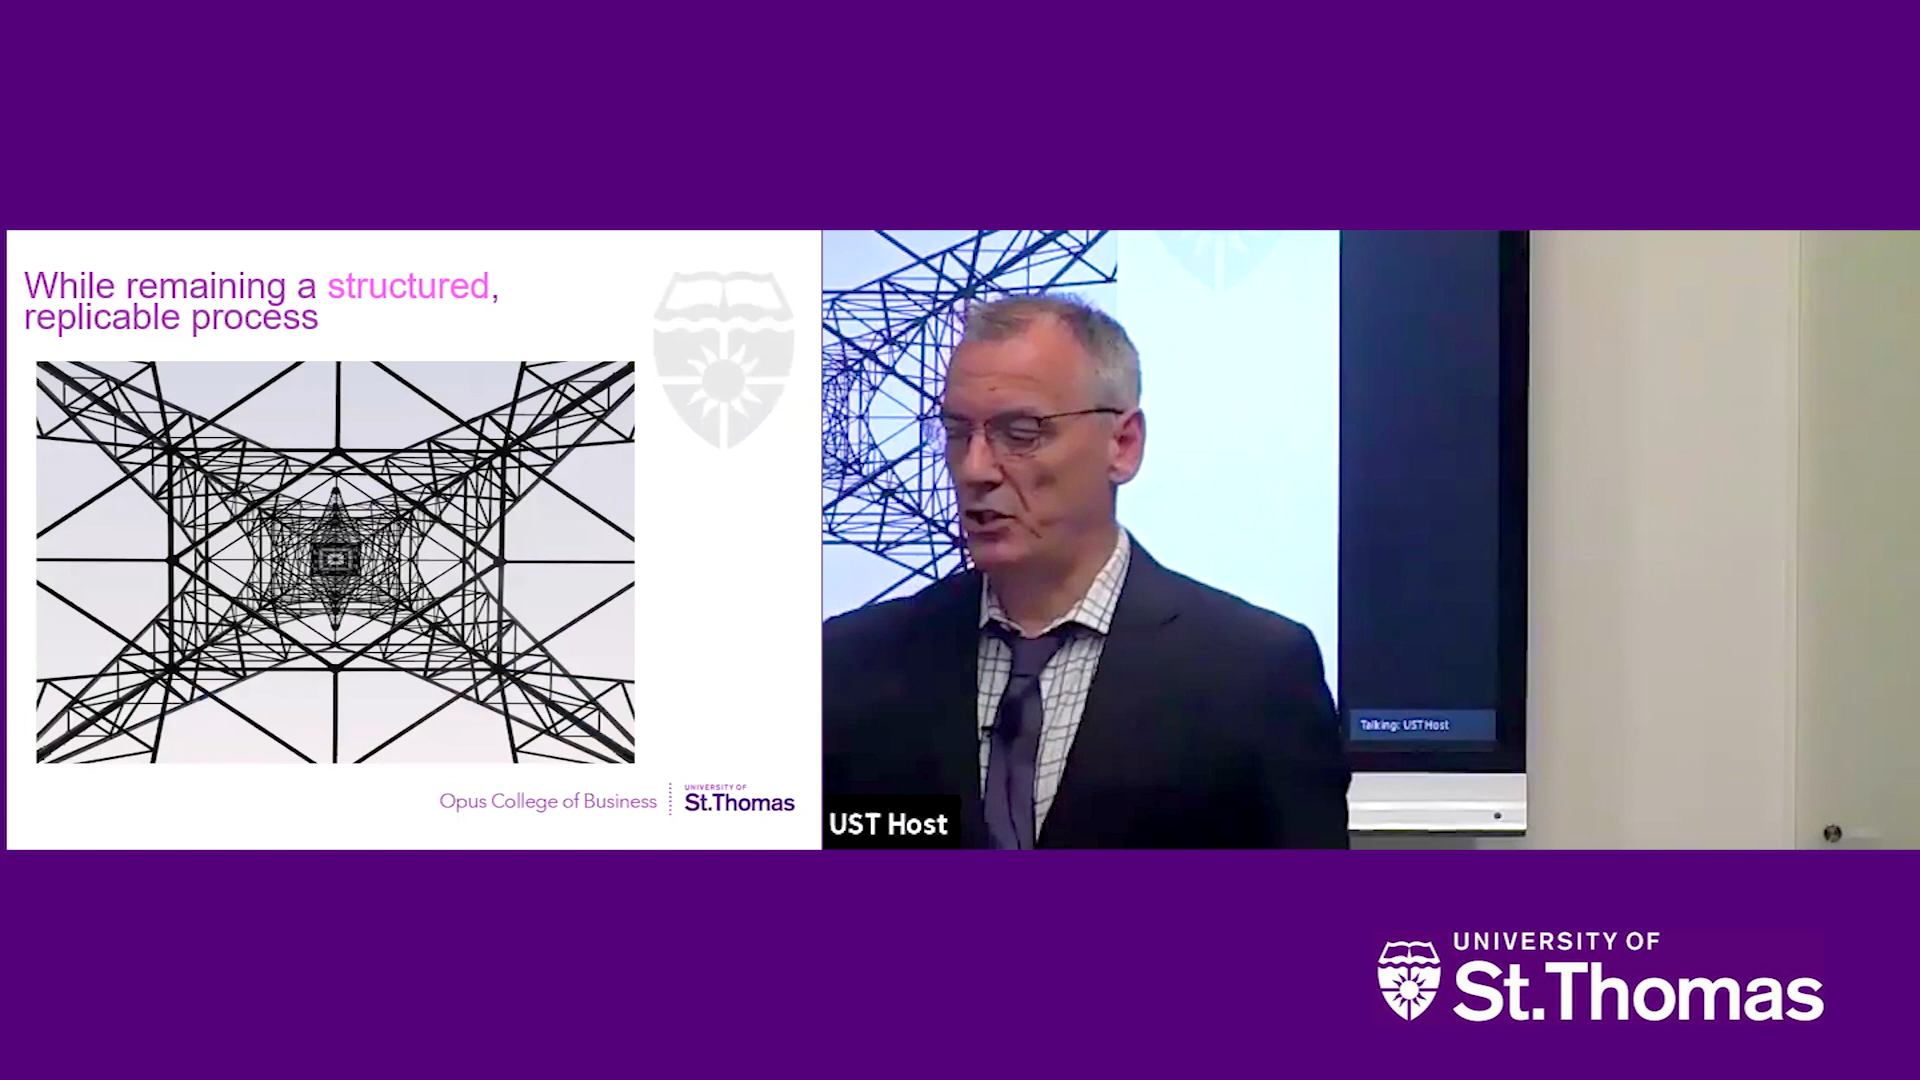 While remaining a structured,
replicable process
Opus College of Business
UNIVERSITY OF
St.Thomas
Talking: UST Host
UST Host
UNIVERSITY OF
St.Thomas